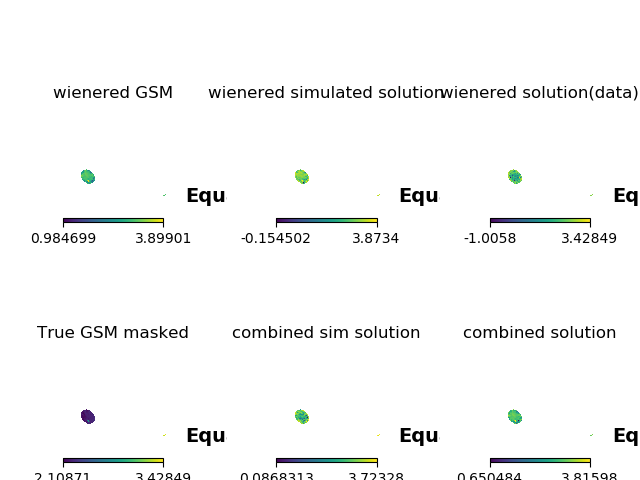 wienered GSM
wienered simulated solution
wienered solution(data)
Equ
Equ
Eq
0.984699
3.89901
-0.154502
3.8734
-1.0058
3.42849
True GSM masked
combined sim solution
combined solution
Equ
Equ
Eq
2.10871
3.42849
0.0868313
3.72328
0.650484
3.81598